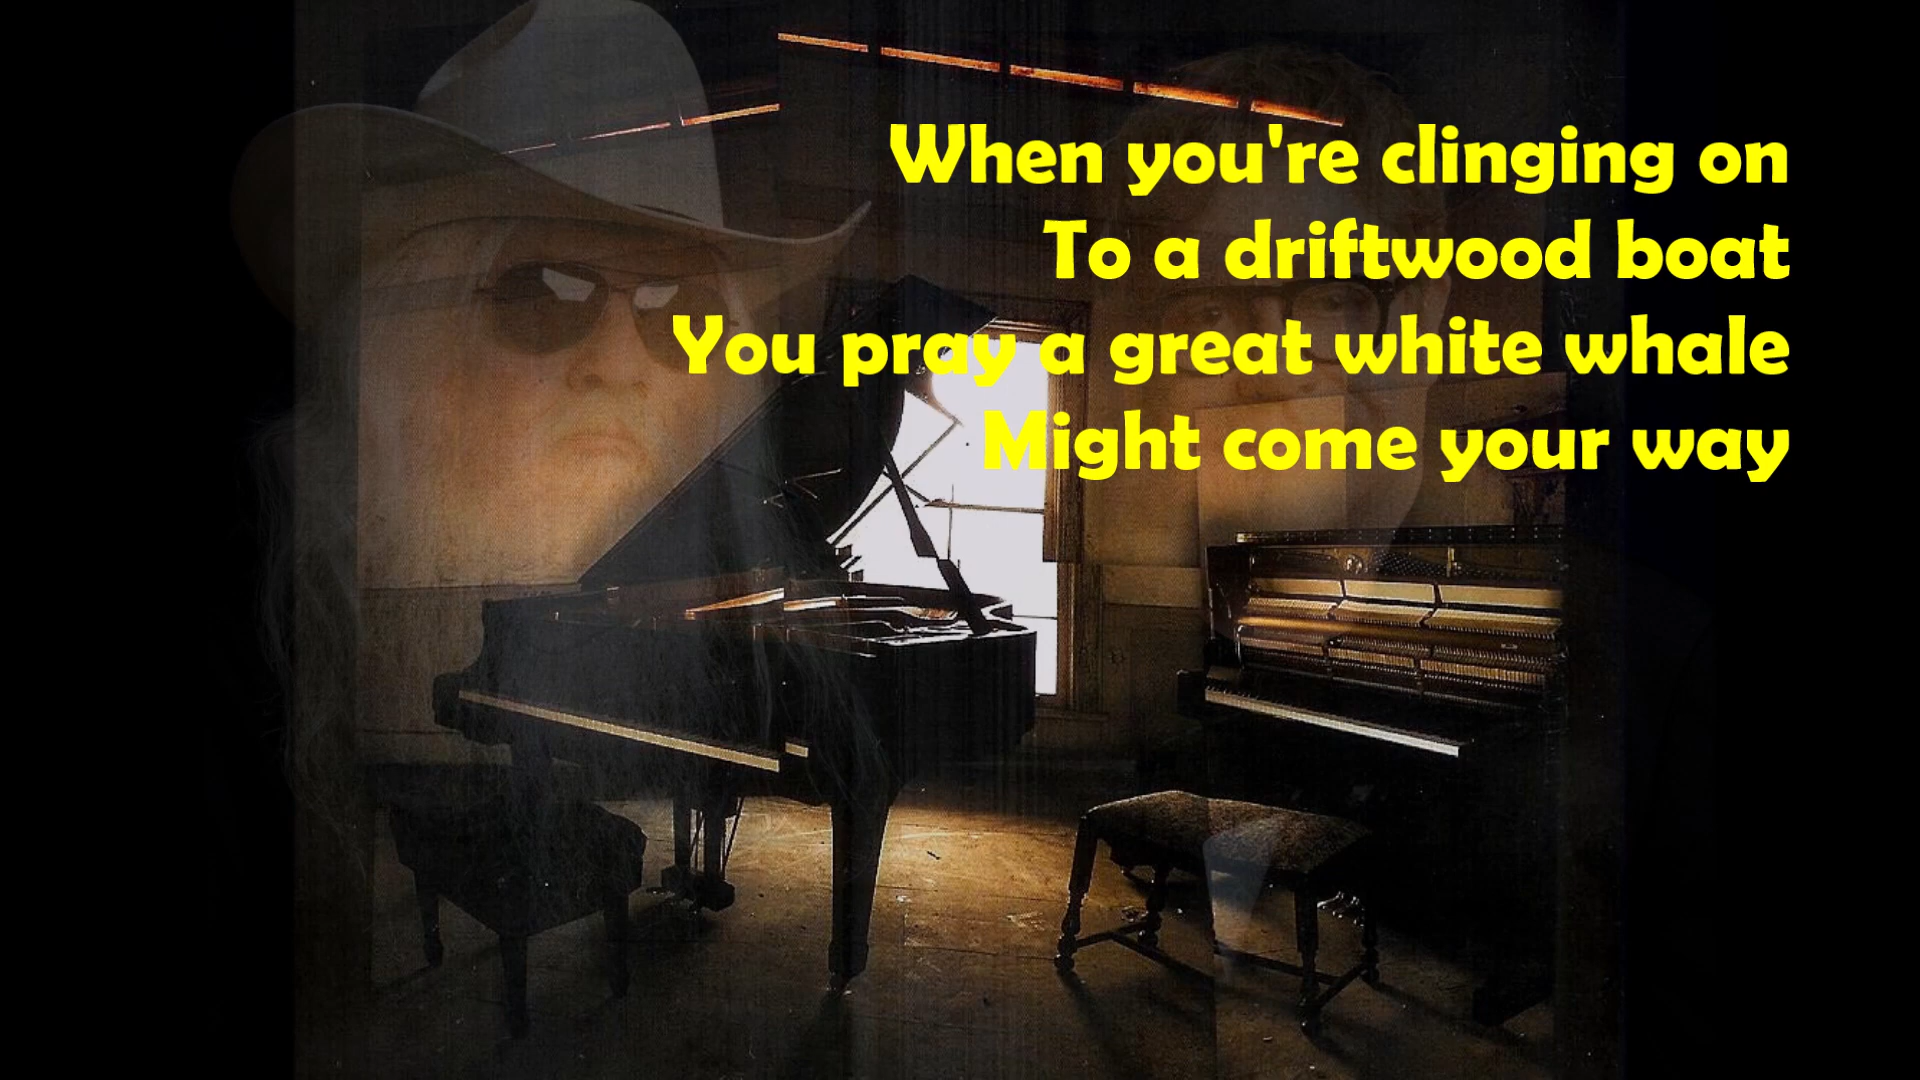 When you're clinging on
To a driftwood boat
You pray a great white whale
Might come your way